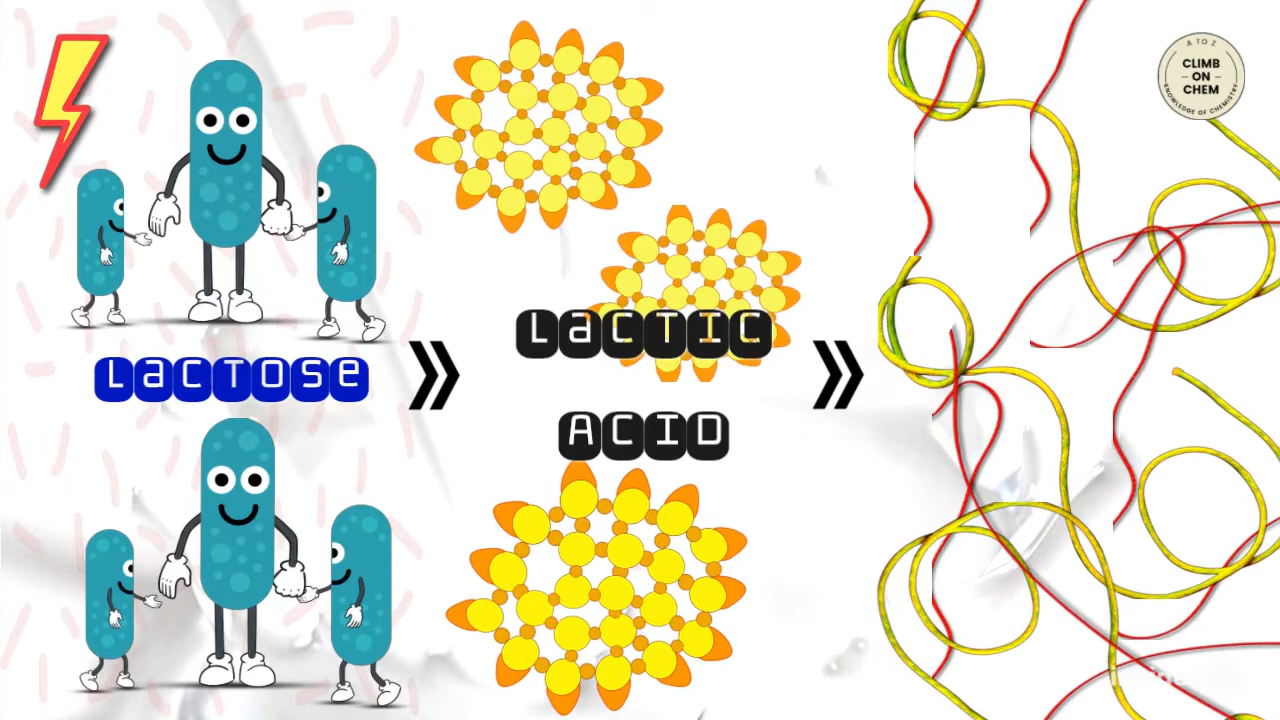 LaCTOSe
LaCTIC
ACID
A TO Z
CLIMB
ON
CHEM
KNOWLEDGE OF CHEMISTRY